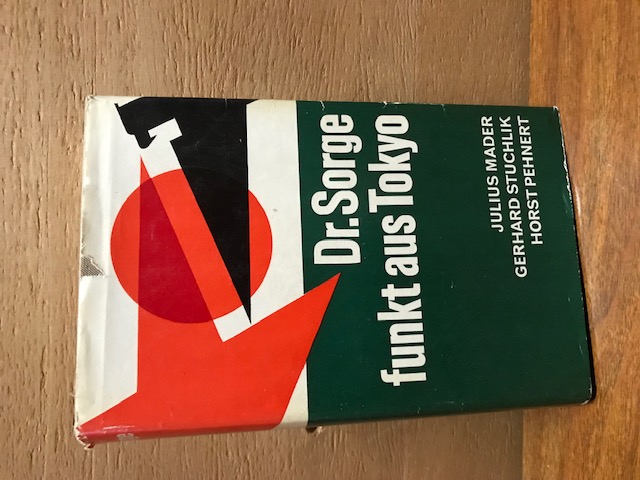 Dr. Sorge
funkt aus Tokyo
JULIUS MADER
GERHARD STUCHLIK
HORST PEHNERT